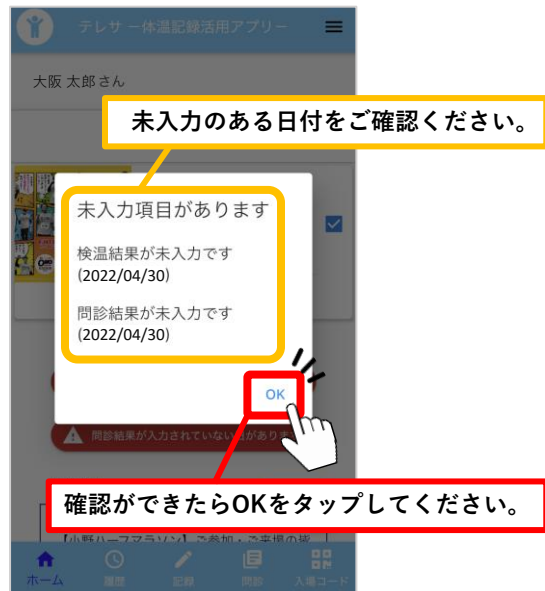 テレサ ー体温記録活用アプリー
大阪 太郎さん
未入力のある日付をご確認ください。
未入力項目があります
検温結果が未入力です
(2022/04/30)
問診結果が未入力です
(2022/04/30)
OK
問診結果が入力されていない日があります
確認ができたらOKをタップしてください。
【小野ハーフマラソン】ご参加・ご来場の皆
ホーム
履歴
記録
問診
入場コード